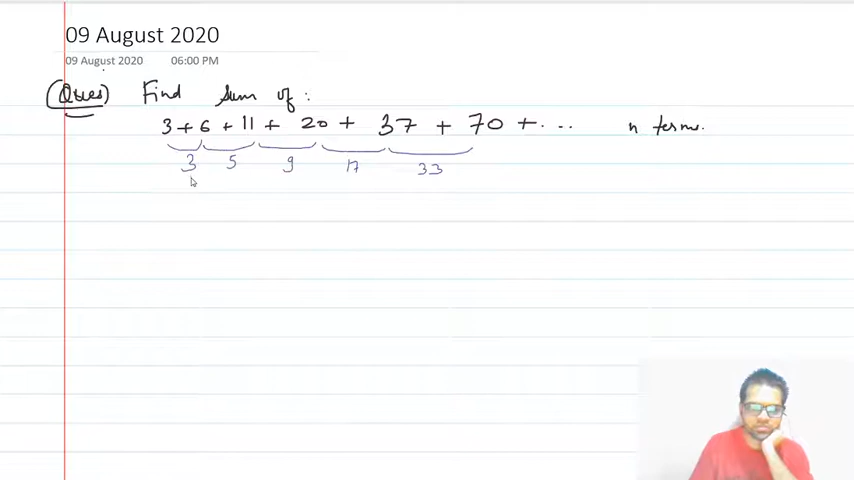 09 August 2020
09 August 2020 06:00 PM
Ques) Find sum of :
3 + 6 + 11 + 20 + 37 + 70 + ... n terms.
3 5 9 17 33